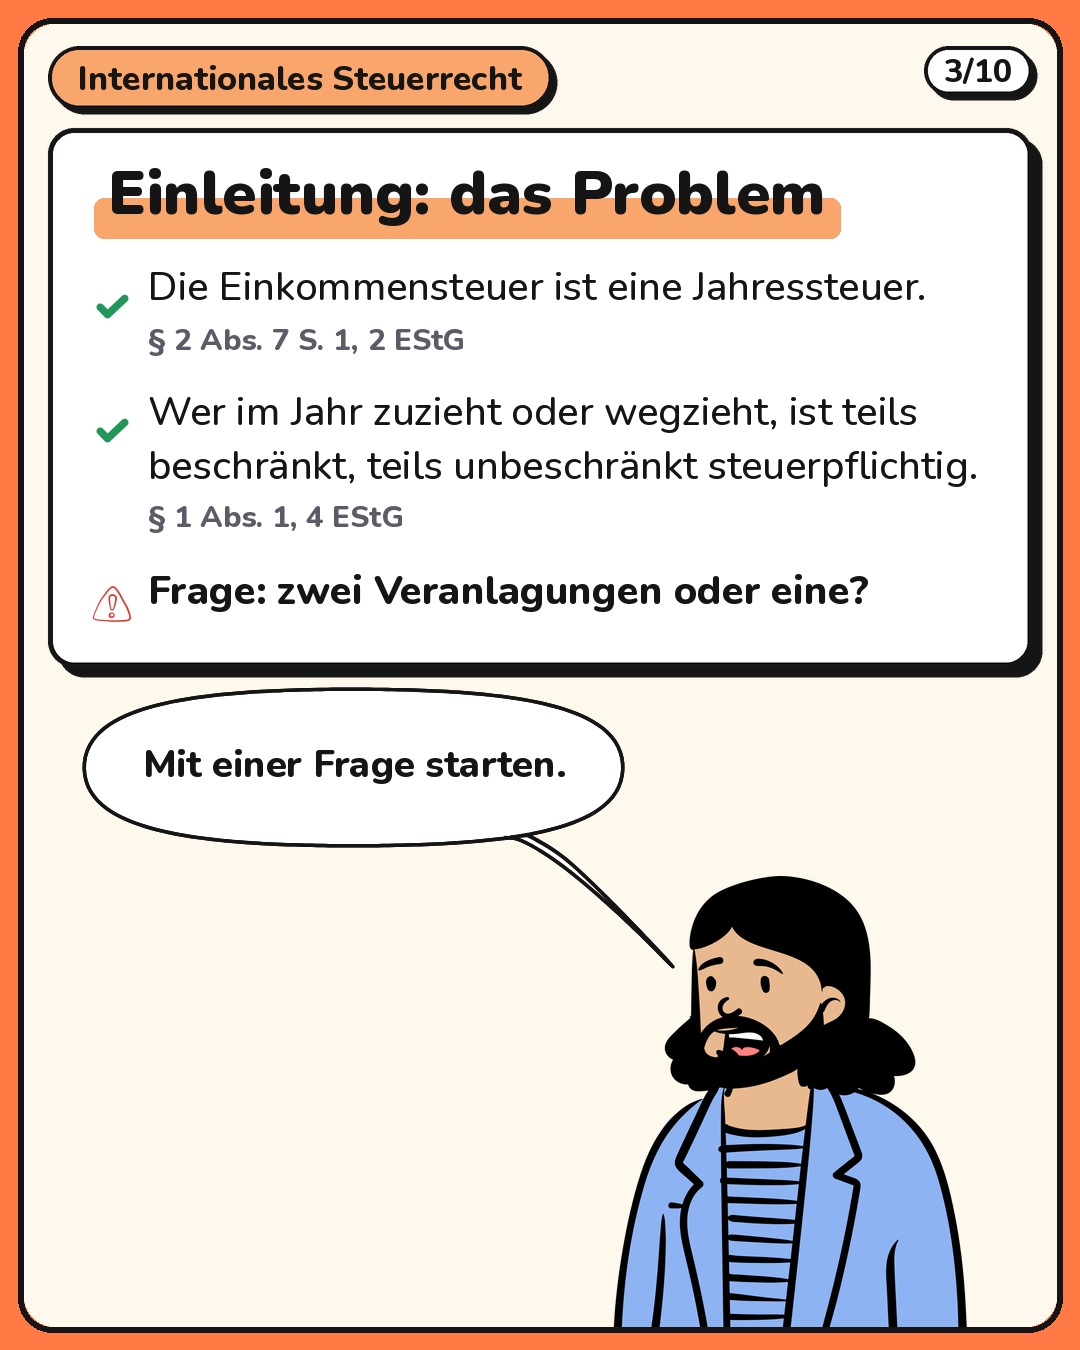 Internationales Steuerrecht
3/10
Einleitung: das Problem
Die Einkommensteuer ist eine Jahressteuer.
§ 2 Abs. 7 S. 1, 2 EStG
Wer im Jahr zuzieht oder wegzieht, ist teils
beschränkt, teils unbeschränkt steuerpflichtig.
§ 1 Abs. 1, 4 EStG
Frage: zwei Veranlagungen oder eine?
Mit einer Frage starten.